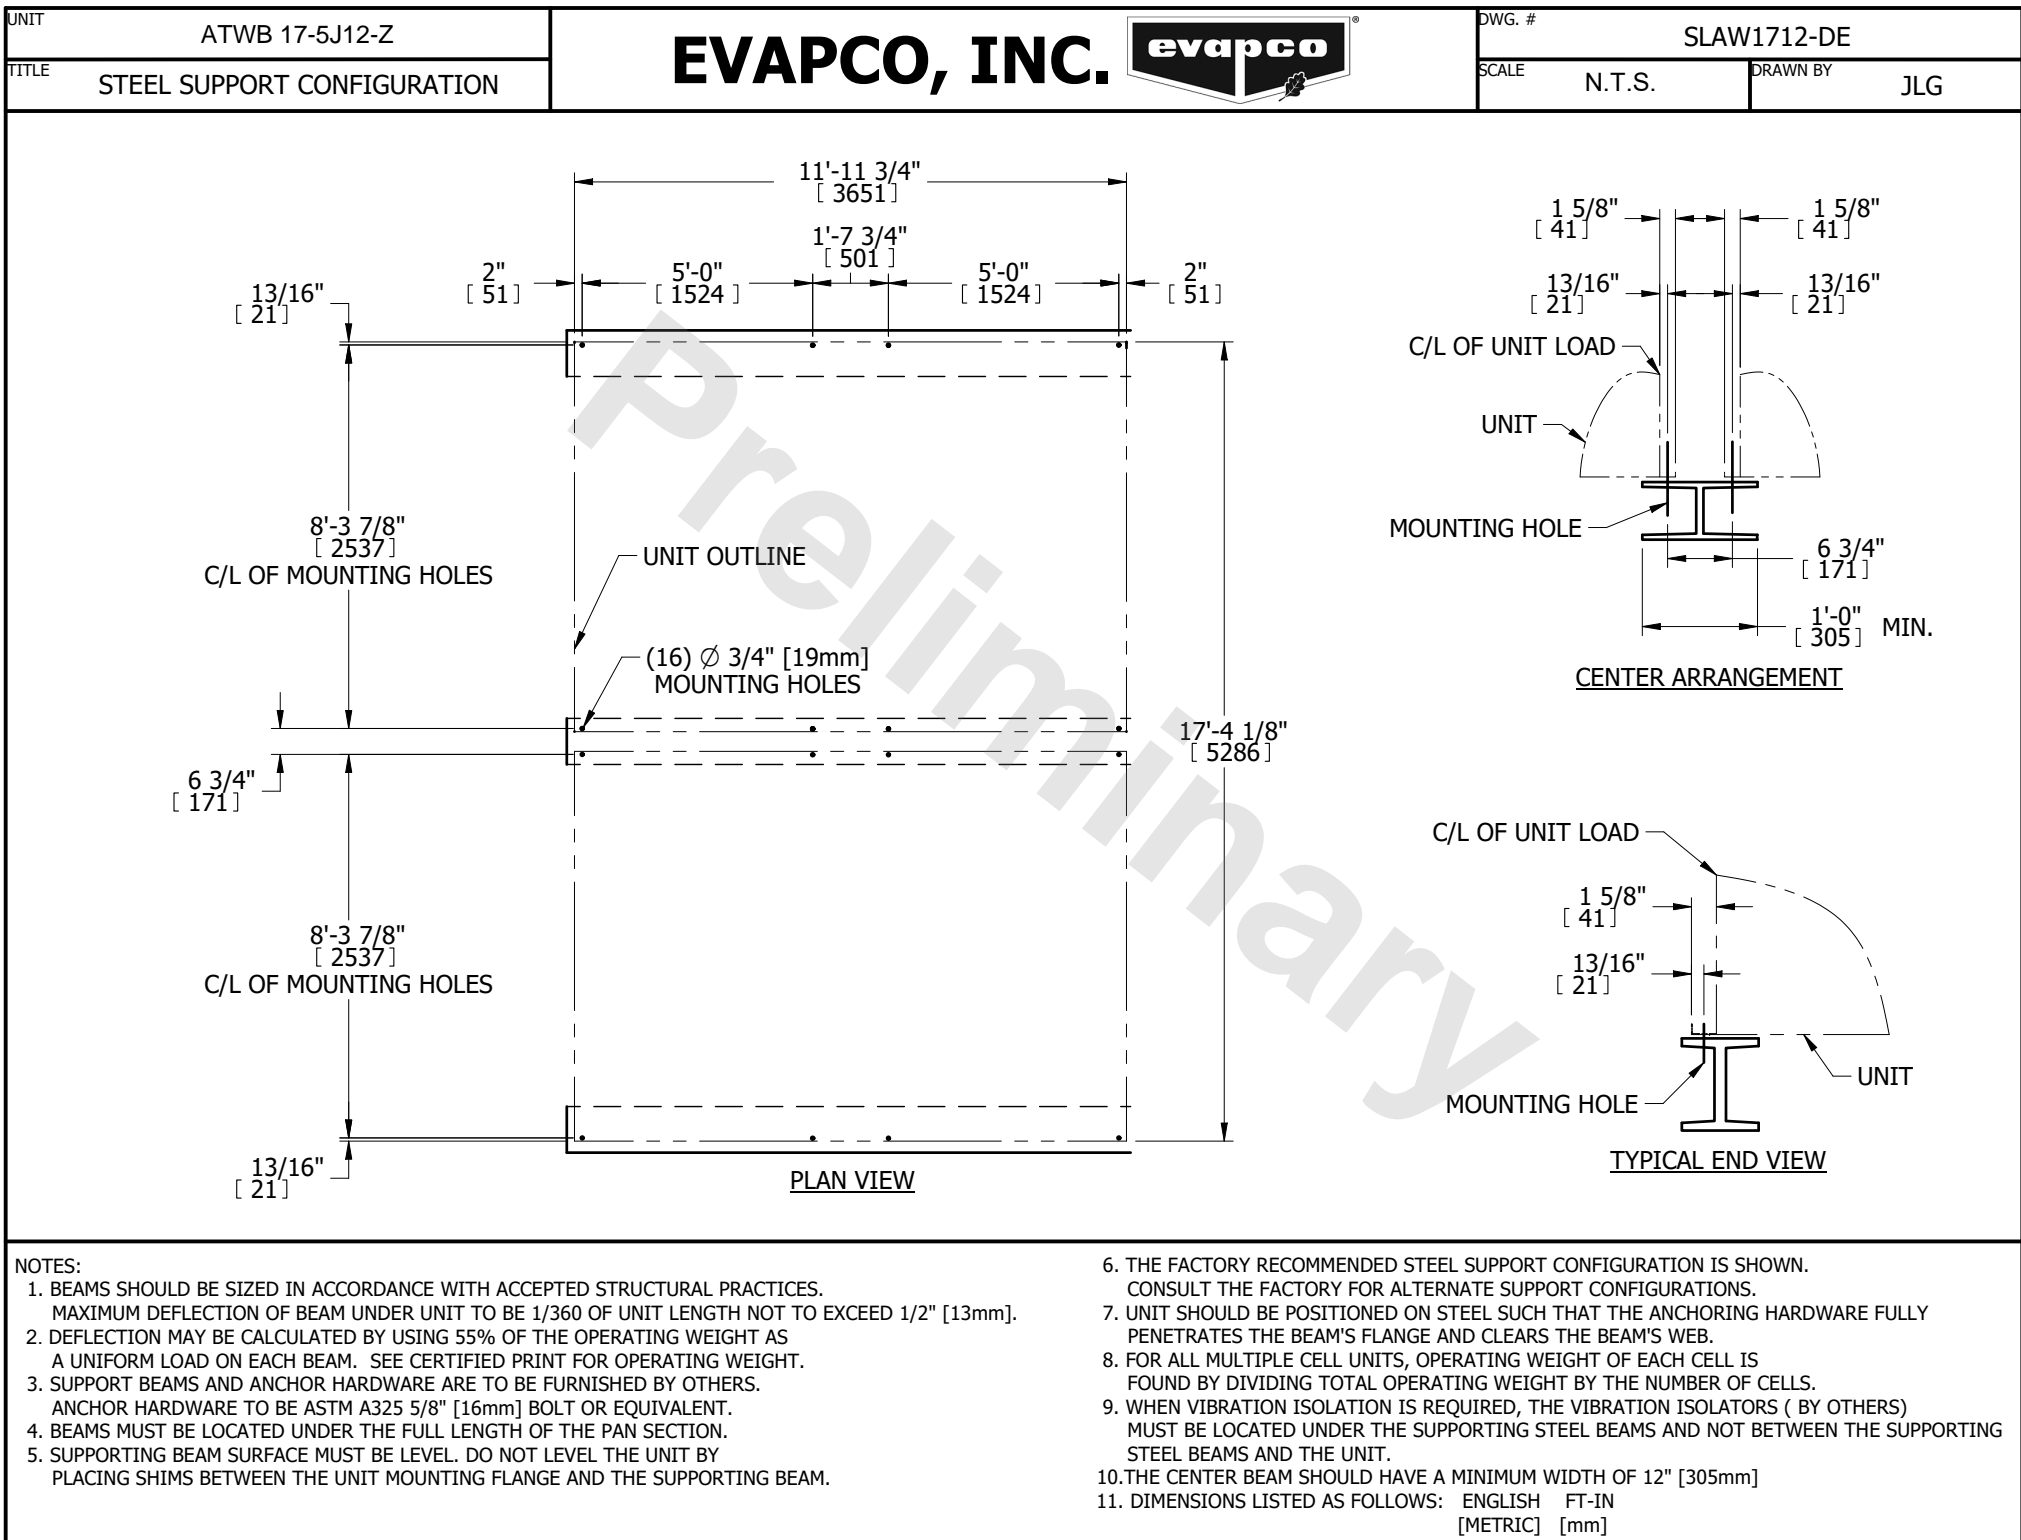 UNIT
ATWB 17-5J12-Z
TITLE
STEEL SUPPORT CONFIGURATION
EVAPCO, INC.
evapco
®
DWG. #
SLAW1712-DE
SCALE
N.T.S.
DRAWN BY
JLG
11'-11 3/4"
[ 3651]
1'-7 3/4"
[ 501 ]
2"
[ 51]
5'-0"
[ 1524 ]
5'-0"
[ 1524]
2"
[ 51]
13/16"
[ 21]
8'-3 7/8"
[ 2537]
C/L OF MOUNTING HOLES
UNIT OUTLINE
(16) Ø 3/4" [19mm]
MOUNTING HOLES
6 3/4"
[ 171]
17'-4 1/8"
[ 5286]
8'-3 7/8"
[ 2537]
C/L OF MOUNTING HOLES
13/16"
[ 21]
PLAN VIEW
Preliminary
1 5/8"
[ 41]
1 5/8"
[ 41]
13/16"
[ 21]
13/16"
[ 21]
C/L OF UNIT LOAD
UNIT
MOUNTING HOLE
6 3/4"
[ 171]
1'-0"
[ 305]
MIN.
CENTER ARRANGEMENT
C/L OF UNIT LOAD
1 5/8"
[ 41]
13/16"
[ 21]
UNIT
MOUNTING HOLE
TYPICAL END VIEW
NOTES:
1. BEAMS SHOULD BE SIZED IN ACCORDANCE WITH ACCEPTED STRUCTURAL PRACTICES.
MAXIMUM DEFLECTION OF BEAM UNDER UNIT TO BE 1/360 OF UNIT LENGTH NOT TO EXCEED 1/2" [13mm].
2. DEFLECTION MAY BE CALCULATED BY USING 55% OF THE OPERATING WEIGHT AS
A UNIFORM LOAD ON EACH BEAM. SEE CERTIFIED PRINT FOR OPERATING WEIGHT.
3. SUPPORT BEAMS AND ANCHOR HARDWARE ARE TO BE FURNISHED BY OTHERS.
ANCHOR HARDWARE TO BE ASTM A325 5/8" [16mm] BOLT OR EQUIVALENT.
4. BEAMS MUST BE LOCATED UNDER THE FULL LENGTH OF THE PAN SECTION.
5. SUPPORTING BEAM SURFACE MUST BE LEVEL. DO NOT LEVEL THE UNIT BY
PLACING SHIMS BETWEEN THE UNIT MOUNTING FLANGE AND THE SUPPORTING BEAM.
6. THE FACTORY RECOMMENDED STEEL SUPPORT CONFIGURATION IS SHOWN.
CONSULT THE FACTORY FOR ALTERNATE SUPPORT CONFIGURATIONS.
7. UNIT SHOULD BE POSITIONED ON STEEL SUCH THAT THE ANCHORING HARDWARE FULLY
PENETRATES THE BEAM'S FLANGE AND CLEARS THE BEAM'S WEB.
8. FOR ALL MULTIPLE CELL UNITS, OPERATING WEIGHT OF EACH CELL IS
FOUND BY DIVIDING TOTAL OPERATING WEIGHT BY THE NUMBER OF CELLS.
9. WHEN VIBRATION ISOLATION IS REQUIRED, THE VIBRATION ISOLATORS ( BY OTHERS)
MUST BE LOCATED UNDER THE SUPPORTING STEEL BEAMS AND NOT BETWEEN THE SUPPORTING
STEEL BEAMS AND THE UNIT.
10.THE CENTER BEAM SHOULD HAVE A MINIMUM WIDTH OF 12" [305mm]
11. DIMENSIONS LISTED AS FOLLOWS: ENGLISH FT-IN
[METRIC] [mm]